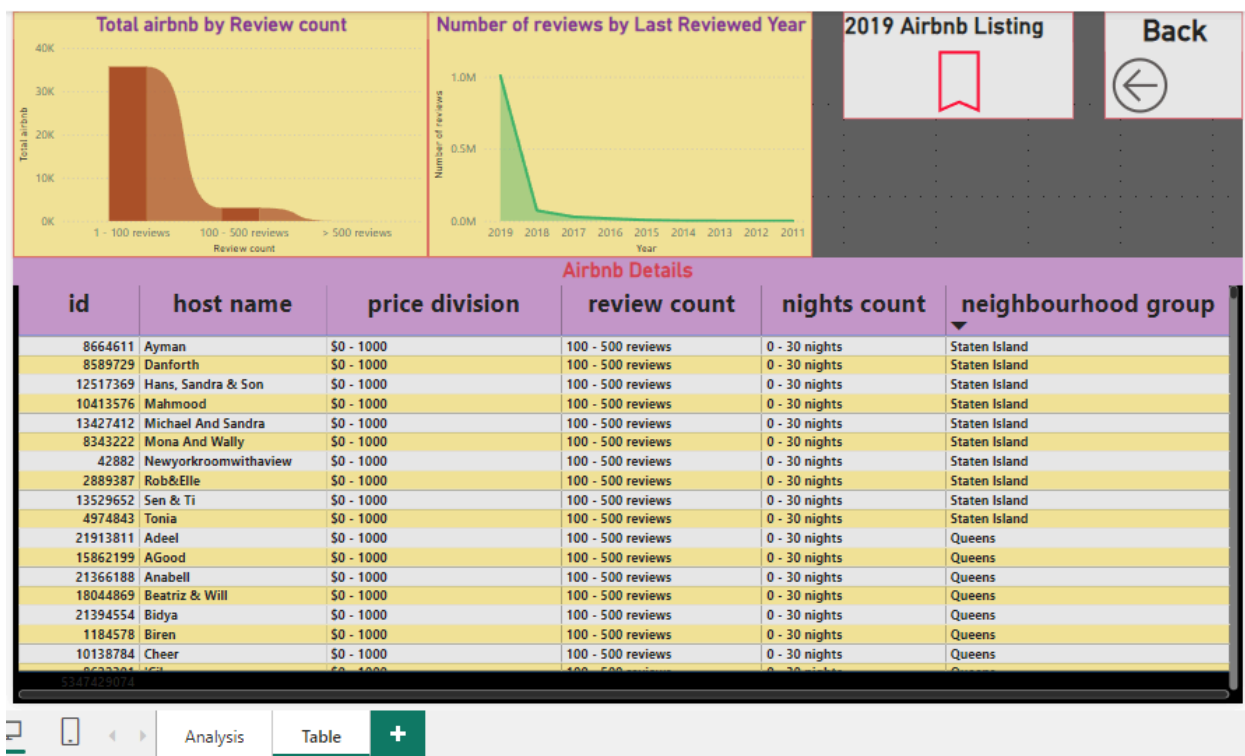 Total airbnb by Review count
40K
30K
20K
10K
0K
Total airbnb
1 - 100 reviews 100 - 500 reviews > 500 reviews
Review count
Number of reviews by Last Reviewed Year
1.0M
0.5M
0.0M
Number of reviews
2019 2018 2017 2016 2015 2014 2013 2012 2011
Year
2019 Airbnb Listing
Back
Airbnb Details
id host name price division review count nights count neighbourhood group
8664611 Ayman $0 - 1000 100 - 500 reviews 0 - 30 nights Staten Island
8589729 Danforth $0 - 1000 100 - 500 reviews 0 - 30 nights Staten Island
12517369 Hans, Sandra & Son $0 - 1000 100 - 500 reviews 0 - 30 nights Staten Island
10413576 Mahmood $0 - 1000 100 - 500 reviews 0 - 30 nights Staten Island
13427412 Michael And Sandra $0 - 1000 100 - 500 reviews 0 - 30 nights Staten Island
8343222 Mona And Wally $0 - 1000 100 - 500 reviews 0 - 30 nights Staten Island
42882 Newyorkroomwithaview $0 - 1000 100 - 500 reviews 0 - 30 nights Staten Island
2889387 Rob&Elle $0 - 1000 100 - 500 reviews 0 - 30 nights Staten Island
13529652 Sen & Ti $0 - 1000 100 - 500 reviews 0 - 30 nights Staten Island
4974843 Tonia $0 - 1000 100 - 500 reviews 0 - 30 nights Staten Island
21913811 Adeel $0 - 1000 100 - 500 reviews 0 - 30 nights Queens
15862199 AGood $0 - 1000 100 - 500 reviews 0 - 30 nights Queens
21366188 Anabell $0 - 1000 100 - 500 reviews 0 - 30 nights Queens
18044869 Beatriz & Will $0 - 1000 100 - 500 reviews 0 - 30 nights Queens
21394554 Bidya $0 - 1000 100 - 500 reviews 0 - 30 nights Queens
1184578 Biren $0 - 1000 100 - 500 reviews 0 - 30 nights Queens
10138784 Cheer $0 - 1000 100 - 500 reviews 0 - 30 nights Queens
$0 - 1000 100 - 500 reviews 0 - 30 nights Queens
5347429074
Analysis Table +